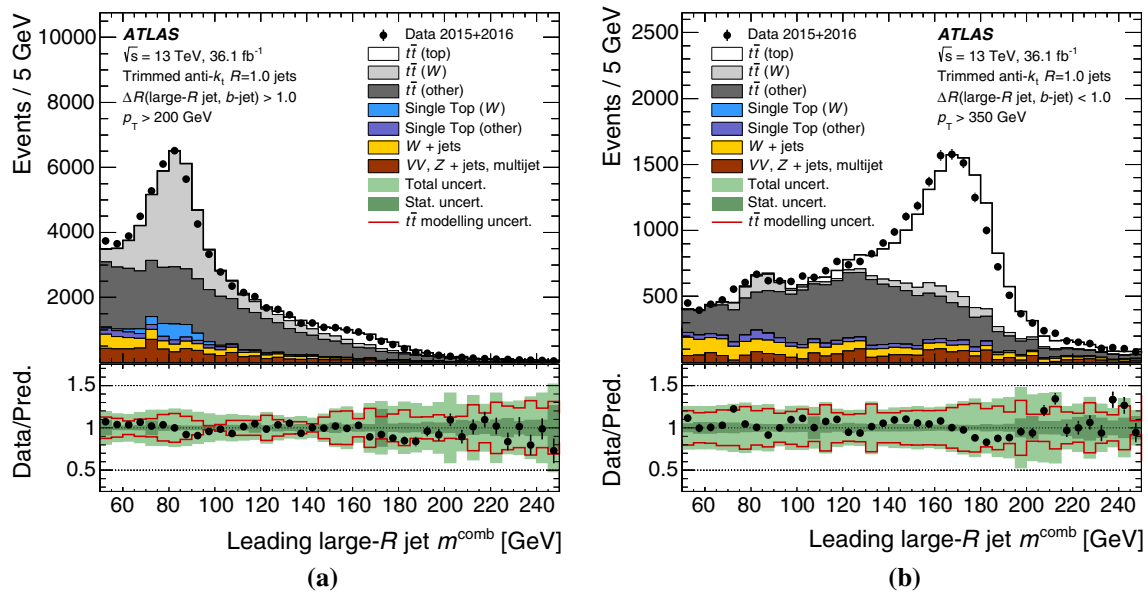 ATLAS
√s = 13 TeV, 36.1 fb⁻¹
Trimmed anti-kₜ R=1.0 jets
ΔR(large-R jet, b-jet) > 1.0
p_T > 200 GeV
Data 2015+2016
tt̄ (top)
tt̄ (W)
tt̄ (other)
Single Top (W)
Single Top (other)
W + jets
VV, Z + jets, multijet
Total uncert.
Stat. uncert.
tt̄ modelling uncert.
Events / 5 GeV
10000
8000
6000
4000
2000
Data/Pred.
1.5
1
0.5
60 80 100 120 140 160 180 200 220 240
Leading large-R jet m^comb [GeV]
(a)
Data 2015+2016
tt̄ (top)
tt̄ (W)
tt̄ (other)
Single Top (W)
Single Top (other)
W + jets
VV, Z + jets, multijet
Total uncert.
Stat. uncert.
tt̄ modelling uncert.
ATLAS
√s = 13 TeV, 36.1 fb⁻¹
Trimmed anti-kₜ R=1.0 jets
ΔR(large-R jet, b-jet) < 1.0
p_T > 350 GeV
Events / 5 GeV
2500
2000
1500
1000
500
Data/Pred.
1.5
1
0.5
60 80 100 120 140 160 180 200 220 240
Leading large-R jet m^comb [GeV]
(b)